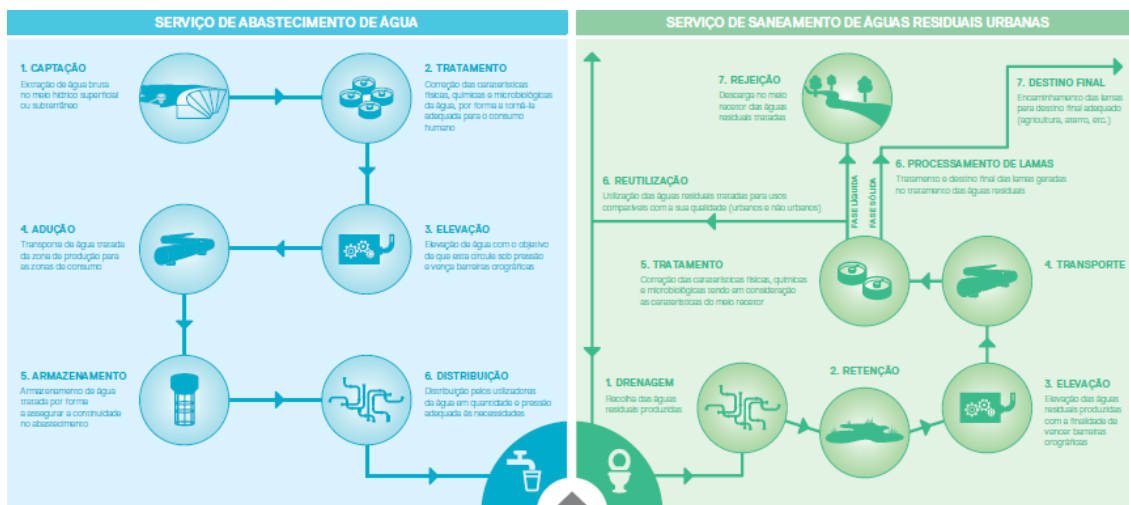 SERVIÇO DE ABASTECIMENTO DE ÁGUA
1. CAPTAÇÃO
Extração de água bruta
no meio hídrico superficial
ou subterrâneo
2. TRATAMENTO
Correção das caraterísticas
físicas, químicas e microbiológicas
da água, por forma a torná-la
adequada para o consumo
humano
4. ADUÇÃO
Transporte de água tratada
da zona de produção para
as zonas de consumo
3. ELEVAÇÃO
Elevação de água com o objetivo
de que esta circule sob pressão
e vença barreiras orográficas
5. ARMAZENAMENTO
Armazenamento de água
tratada por forma
a assegurar a continuidade
no abastecimento
6. DISTRIBUIÇÃO
Distribuição pelos utilizadores
da água em quantidade e pressão
adequada às necessidades
SERVIÇO DE SANEAMENTO DE ÁGUAS RESIDUAIS URBANAS
7. REJEIÇÃO
Descarga no meio
recetor das águas
residuais tratadas
7. DESTINO FINAL
Encaminhamento das lamas
para destino final adequado
(agricultura, aterro, etc.)
6. REUTILIZAÇÃO
Utilização das águas residuais tratadas para usos
compatíveis com a sua qualidade (urbanos e não urbanos)
FASE LÍQUIDA
FASE SÓLIDA
6. PROCESSAMENTO DE LAMAS
Tratamento e destino final das lamas geradas
no tratamento das águas residuais
5. TRATAMENTO
Correção das caraterísticas físicas, químicas
e microbiológicas tendo em consideração
as caraterísticas do meio recetor
4. TRANSPORTE
1. DRENAGEM
Recolha das águas
residuais produzidas
2. RETENÇÃO
3. ELEVAÇÃO
Elevação das águas
residuais produzidas
com a finalidade de
vencer barreiras
orográficas